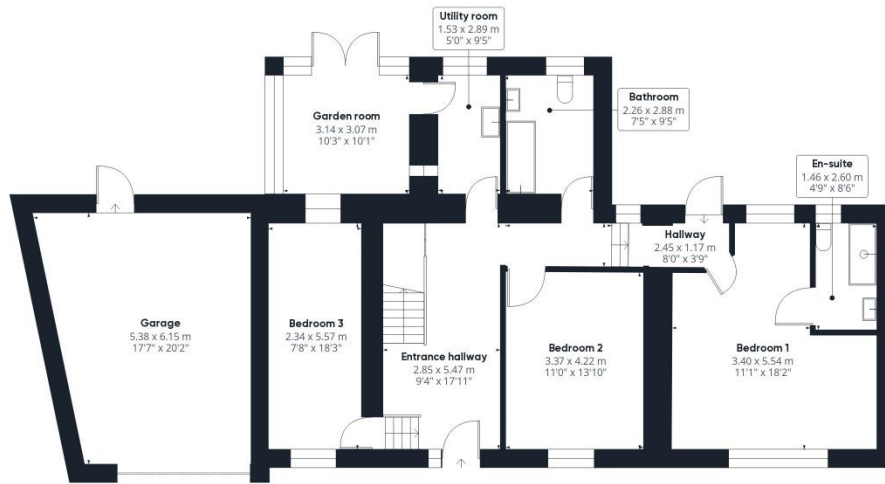 Utility room
1.53 x 2.89 m
5'0" x 9'5"
Garden room
3.14 x 3.07 m
10'3" x 10'1"
Bathroom
2.26 x 2.88 m
7'5" x 9'5"
En-suite
1.46 x 2.60 m
4'9" x 8'6"
Hallway
2.45 x 1.17 m
8'0" x 3'9"
Garage
5.38 x 6.15 m
17'7" x 20'2"
Bedroom 3
2.34 x 5.57 m
7'8" x 18'3"
Entrance hallway
2.85 x 5.47 m
9'4" x 17'11"
Bedroom 2
3.37 x 4.22 m
11'0" x 13'10"
Bedroom 1
3.40 x 5.54 m
11'1" x 18'2"